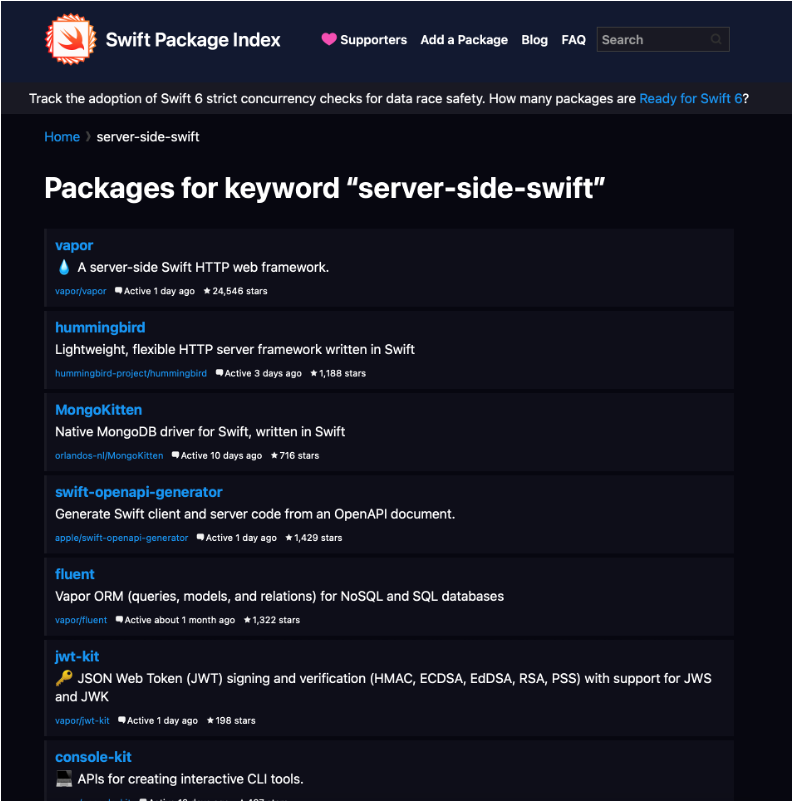 Swift Package Index
Supporters Add a Package Blog FAQ Search
Track the adoption of Swift 6 strict concurrency checks for data race safety. How many packages are Ready for Swift 6?
Home › server-side-swift
Packages for keyword “server-side-swift”
vapor
💧 A server-side Swift HTTP web framework.
vapor/vapor Active 1 day ago ★ 24,546 stars
hummingbird
Lightweight, flexible HTTP server framework written in Swift
hummingbird-project/hummingbird Active 3 days ago ★ 1,188 stars
MongoKitten
Native MongoDB driver for Swift, written in Swift
orlandos-nl/MongoKitten Active 10 days ago ★ 716 stars
swift-openapi-generator
Generate Swift client and server code from an OpenAPI document.
apple/swift-openapi-generator Active 1 day ago ★ 1,429 stars
fluent
Vapor ORM (queries, models, and relations) for NoSQL and SQL databases
vapor/fluent Active about 1 month ago ★ 1,322 stars
jwt-kit
🔑 JSON Web Token (JWT) signing and verification (HMAC, ECDSA, EdDSA, RSA, PSS) with support for JWS
and JWK
vapor/jwt-kit Active 1 day ago ★ 198 stars
console-kit
💻 APIs for creating interactive CLI tools.